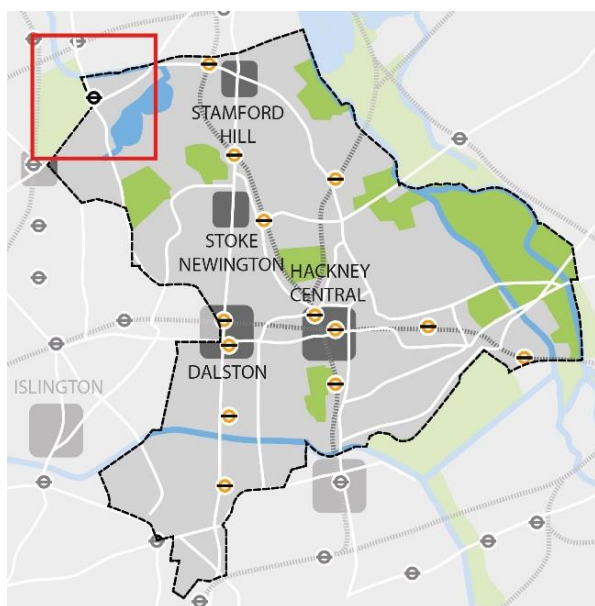 STAMFORD
HILL
STOKE
NEWINGTON
HACKNEY
CENTRAL
DALSTON
ISLINGTON